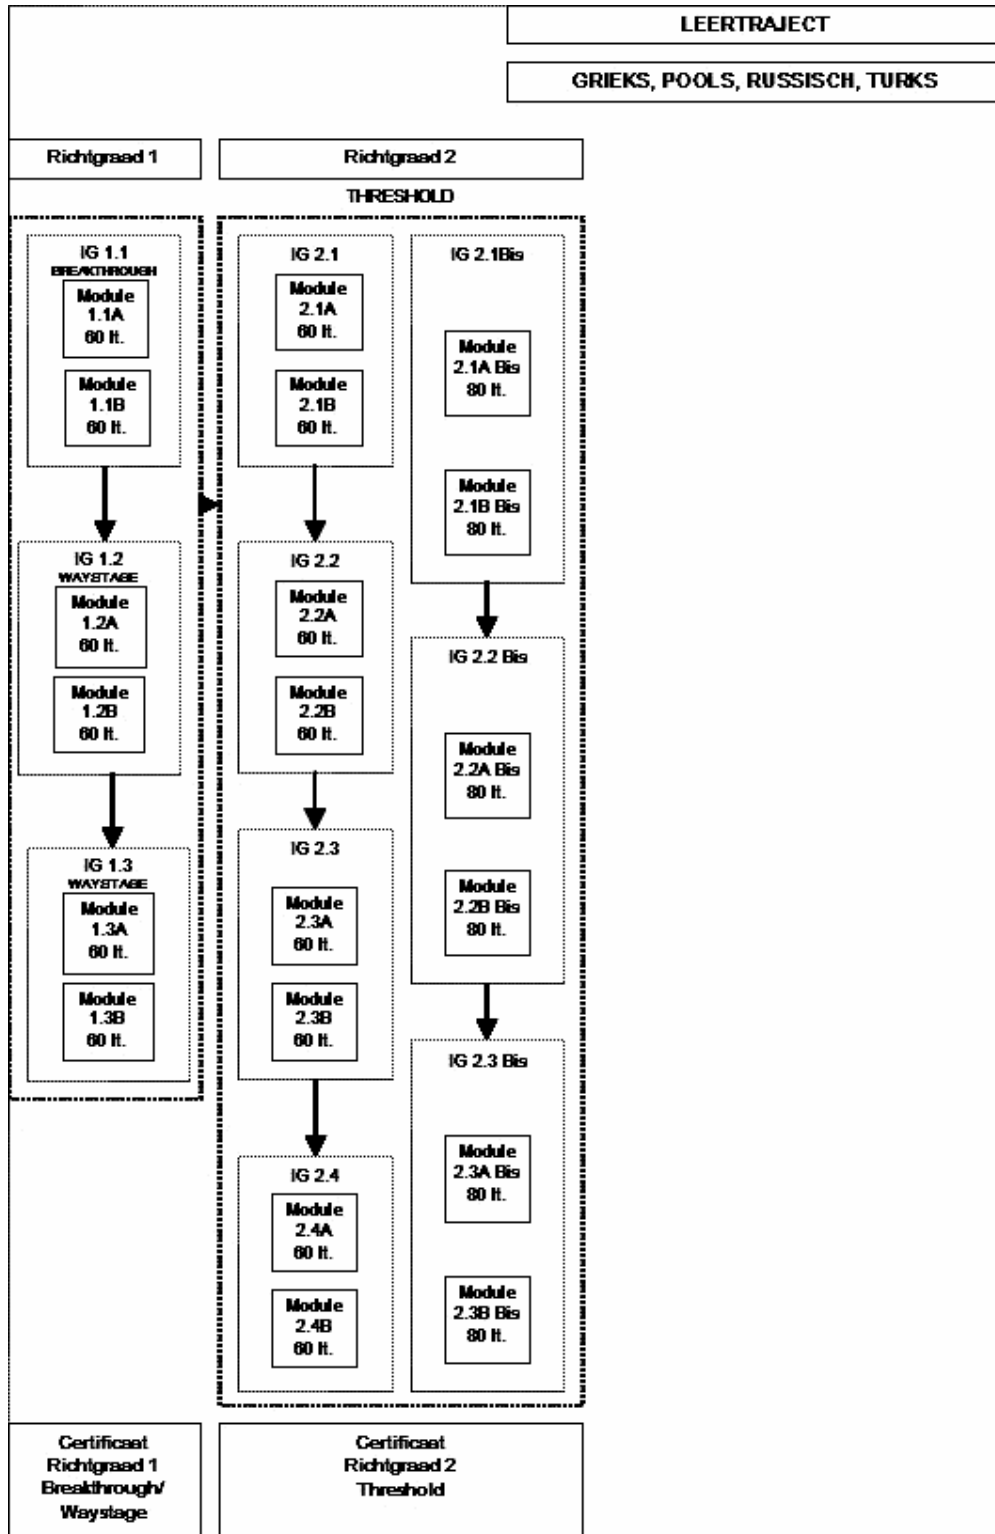 LEERTRAJECT
GRIEKS, POOLS, RUSSISCH, TURKS
Richtgraad 1
Richtgraad 2
THRESHOLD
IG 1.1
BREAKTHROUGH
Module
1.1A
60 lt.
Module
1.1B
60 lt.
IG 1.2
WAYSTAGE
Module
1.2A
60 lt.
Module
1.2B
60 lt.
IG 1.3
WAYSTAGE
Module
1.3A
60 lt.
Module
1.3B
60 lt.
IG 2.1
Module
2.1A
60 lt.
Module
2.1B
60 lt.
IG 2.2
Module
2.2A
60 lt.
Module
2.2B
60 lt.
IG 2.3
Module
2.3A
60 lt.
Module
2.3B
60 lt.
IG 2.4
Module
2.4A
60 lt.
Module
2.4B
60 lt.
IG 2.1Bis
Module
2.1A Bis
80 lt.
Module
2.1B Bis
80 lt.
IG 2.2 Bis
Module
2.2A Bis
80 lt.
Module
2.2B Bis
80 lt.
IG 2.3 Bis
Module
2.3A Bis
80 lt.
Module
2.3B Bis
80 lt.
Certificaat
Richtgraad 1
Breakthrough/
Waystage
Certificaat
Richtgraad 2
Threshold